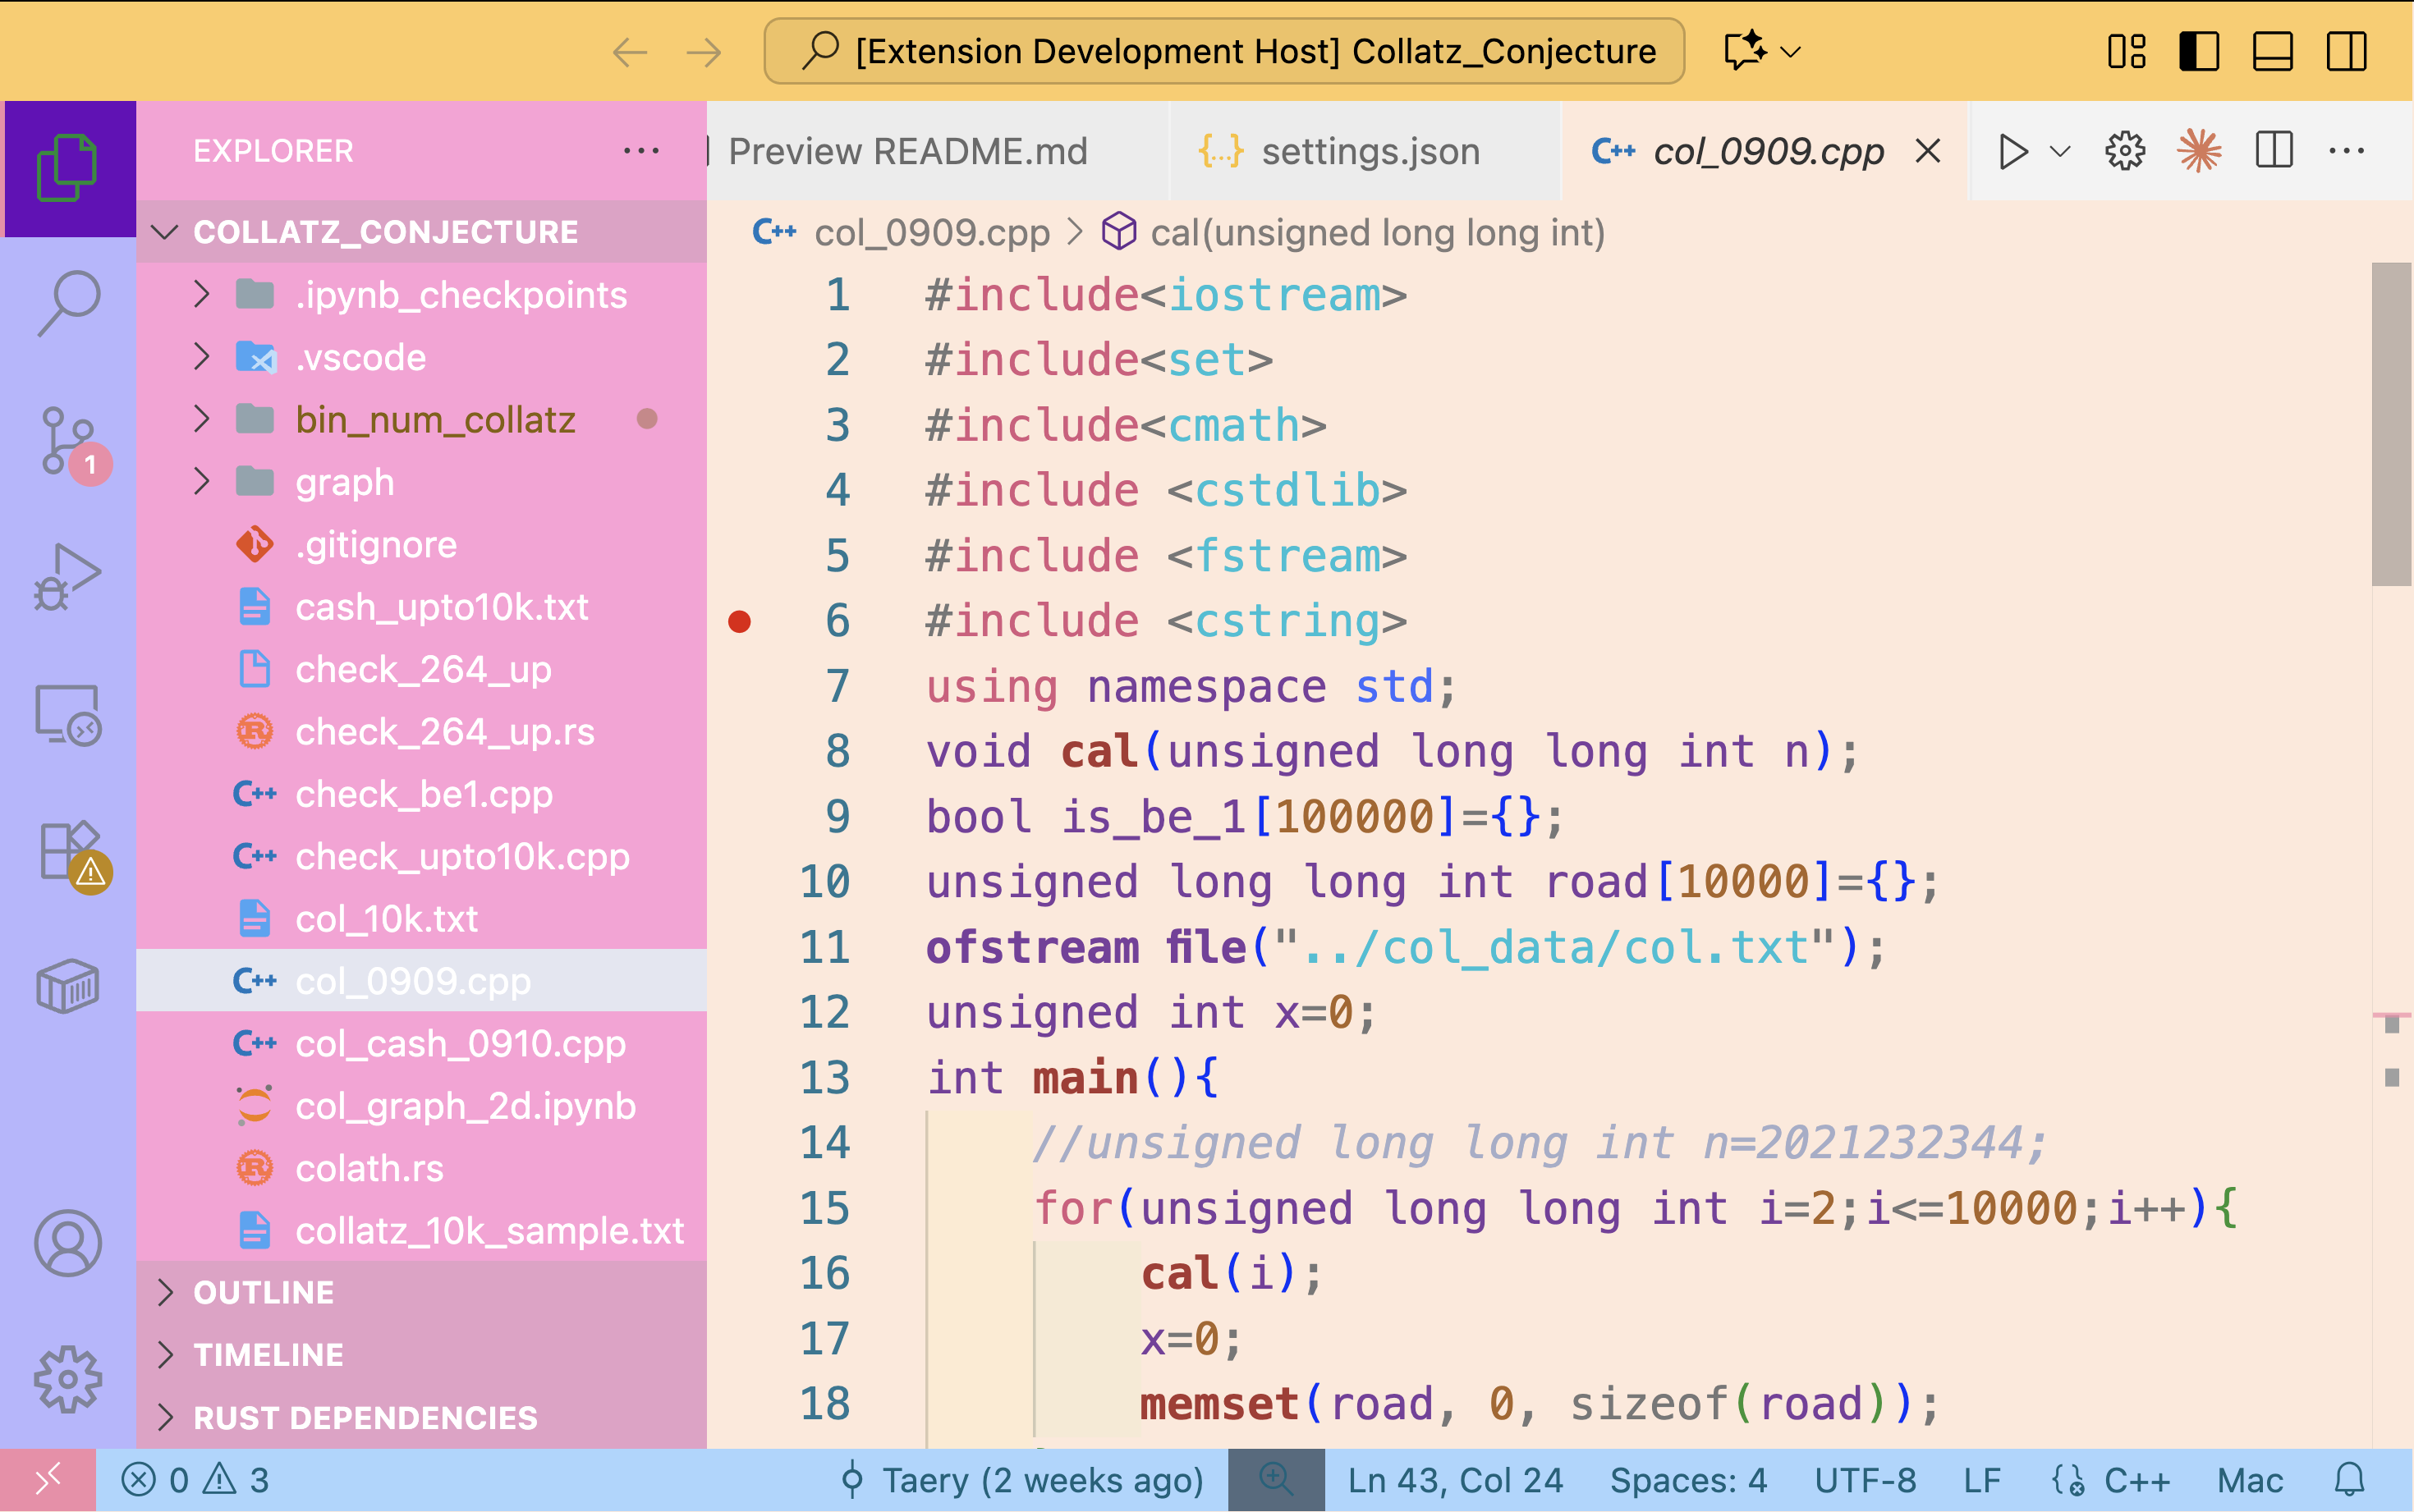 [Extension Development Host] Collatz_Conjecture
EXPLORER
Preview README.md
{...} settings.json
C++ col_0909.cpp
COLLATZ_CONJECTURE
C++ col_0909.cpp > cal(unsigned long long int)
.ipynb_checkpoints
.vscode
bin_num_collatz
1
graph
.gitignore
cash_upto10k.txt
check_264_up
check_264_up.rs
C++ check_be1.cpp
C++ check_upto10k.cpp
col_10k.txt
C++ col_0909.cpp
C++ col_cash_0910.cpp
col_graph_2d.ipynb
colath.rs
collatz_10k_sample.txt
OUTLINE
TIMELINE
RUST DEPENDENCIES
1 #include<iostream>
2 #include<set>
3 #include<cmath>
4 #include <cstdlib>
5 #include <fstream>
6 #include <cstring>
7 using namespace std;
8 void cal(unsigned long long int n);
9 bool is_be_1[100000]={};
10 unsigned long long int road[10000]={};
11 ofstream file("../col_data/col.txt");
12 unsigned int x=0;
13 int main(){
14 //unsigned long long int n=2021232344;
15 for(unsigned long long int i=2;i<=10000;i++){
16 cal(i);
17 x=0;
18 memset(road, 0, sizeof(road));
0 3 Taery (2 weeks ago) Ln 43, Col 24 Spaces: 4 UTF-8 LF C++ Mac